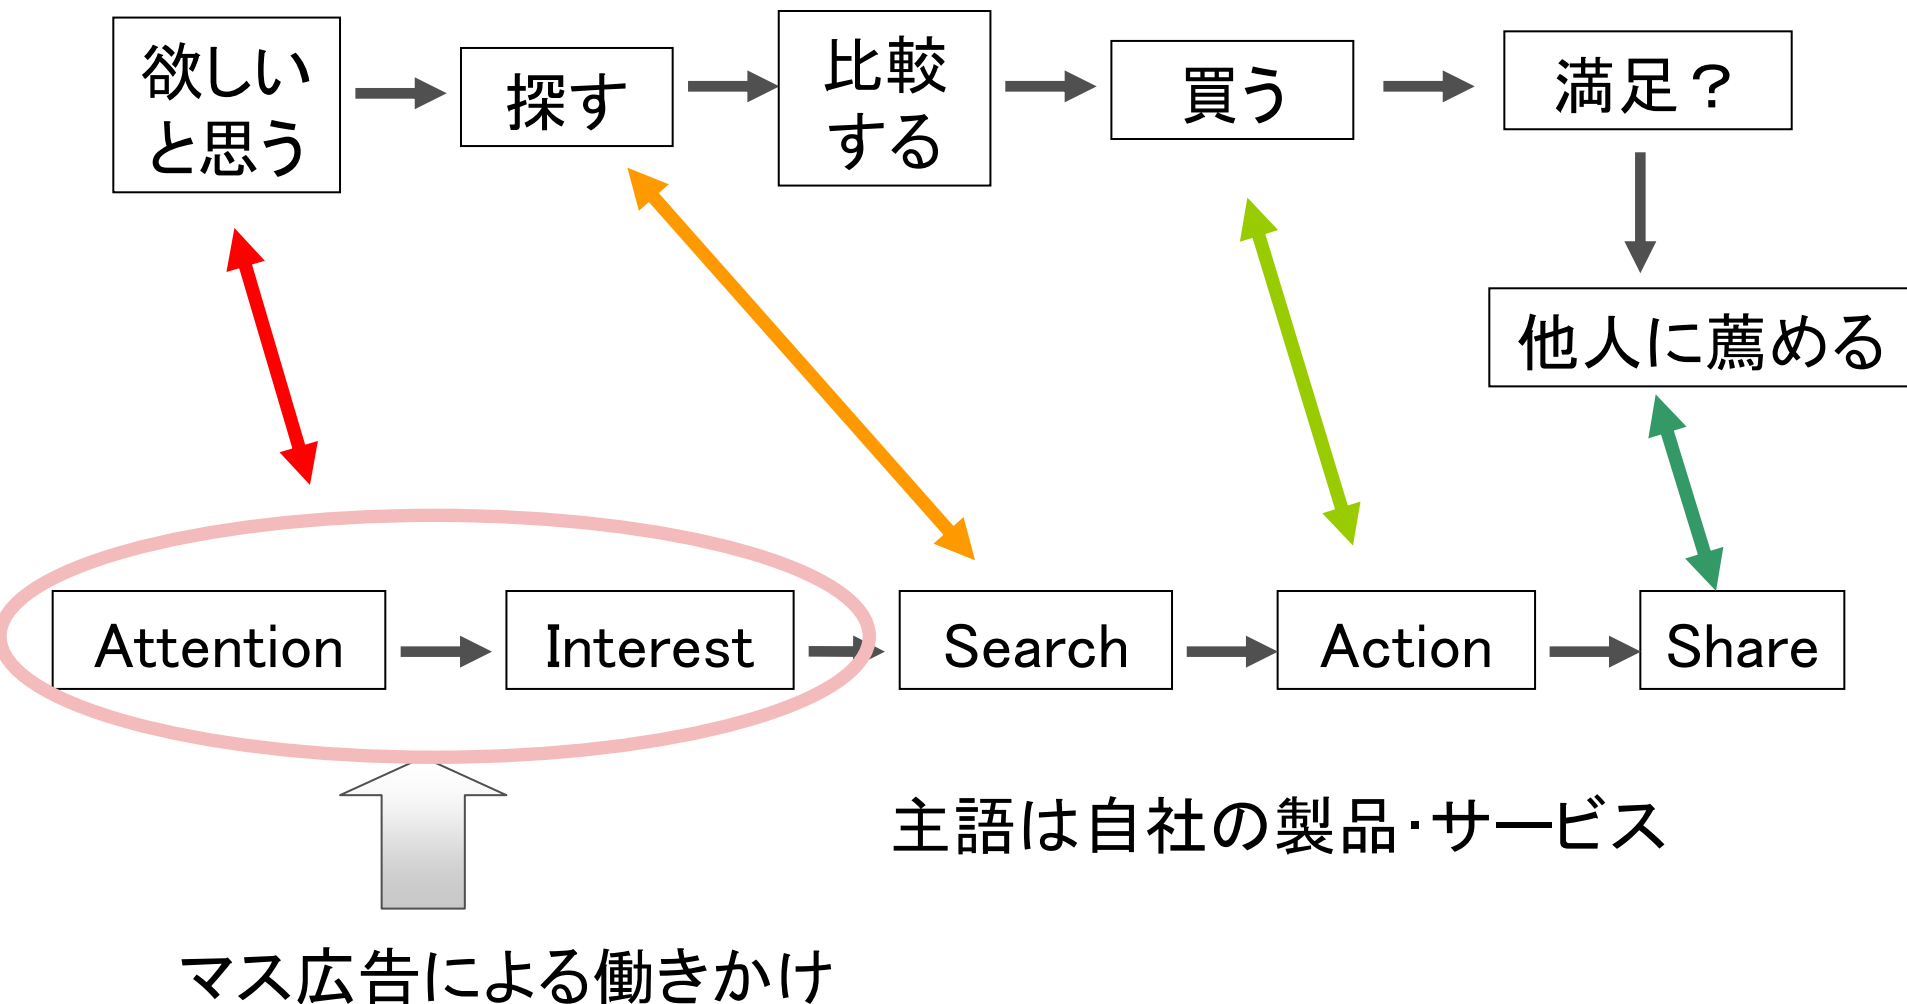 欲しい
と思う
探す
比較
する
買う
満足？
他人に薦める
Attention
Interest
Search
Action
Share
主語は自社の製品・サービス
マス広告による働きかけ